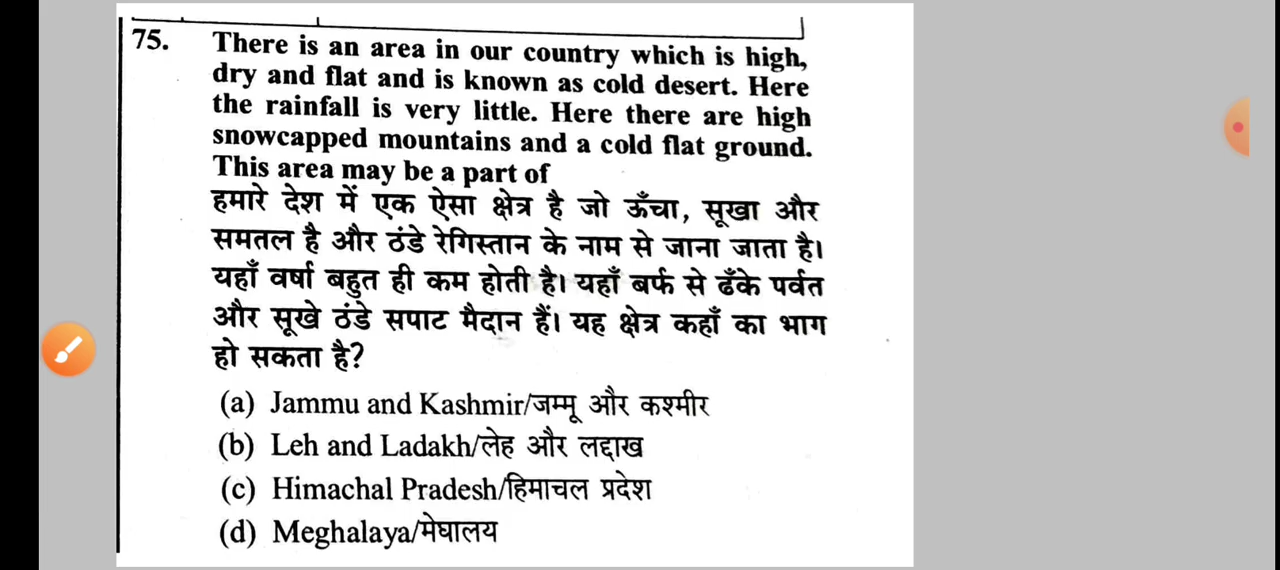 75. There is an area in our country which is high,
dry and flat and is known as cold desert. Here
the rainfall is very little. Here there are high
snowcapped mountains and a cold flat ground.
This area may be a part of
हमारे देश में एक ऐसा क्षेत्र है जो ऊँचा, सूखा और
समतल है और ठंडे रेगिस्तान के नाम से जाना जाता है।
यहाँ वर्षा बहुत ही कम होती है। यहाँ बर्फ से ढँके पर्वत
और सूखे ठंडे सपाट मैदान हैं। यह क्षेत्र कहाँ का भाग
हो सकता है?
(a) Jammu and Kashmir/जम्मू और कश्मीर
(b) Leh and Ladakh/लेह और लद्दाख
(c) Himachal Pradesh/हिमाचल प्रदेश
(d) Meghalaya/मेघालय